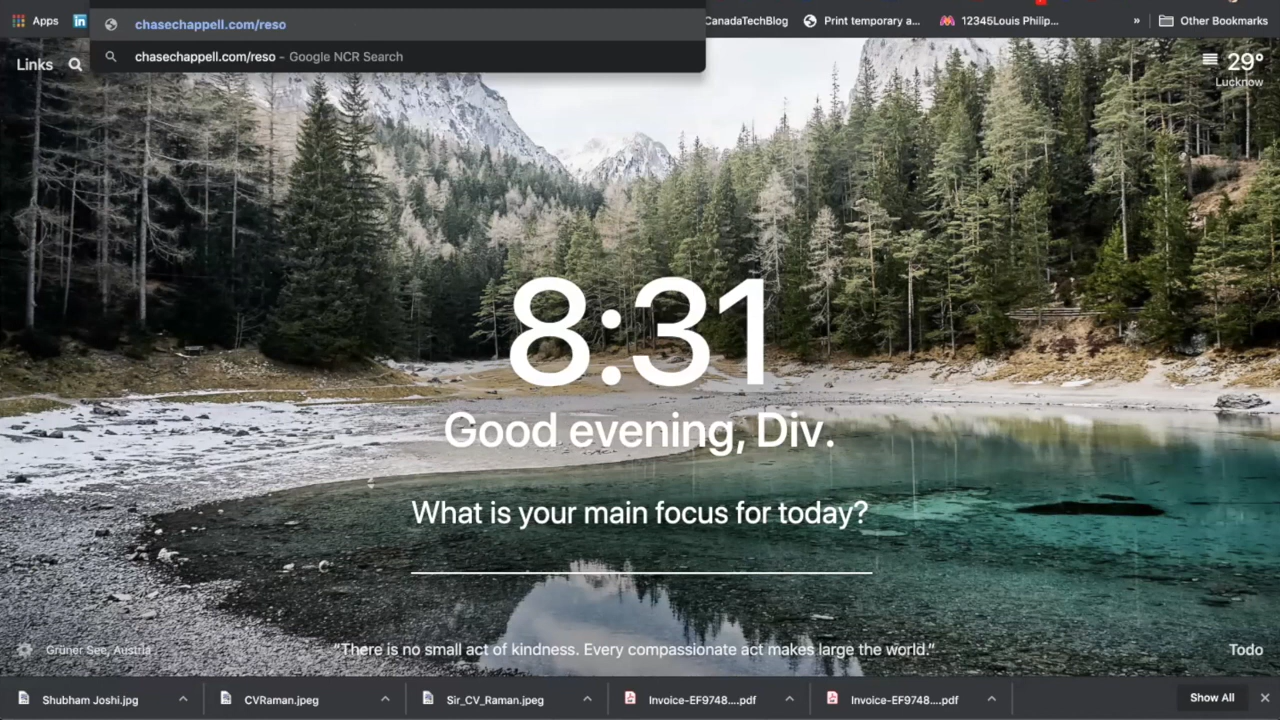 Apps
chasechappell.com/reso
CanadaTechBlog
Print temporary a...
12345Louis Philip...
»
Other Bookmarks
chasechappell.com/reso - Google NCR Search
Links
29°
Lucknow
8:31
Good evening, Div.
What is your main focus for today?
Grüner See, Austria
"There is no small act of kindness. Every compassionate act makes large the world."
Todo
Shubham Joshi.jpg
CVRaman.jpeg
Sir_CV_Raman.jpeg
Invoice-EF9748....pdf
Invoice-EF9748....pdf
Show All